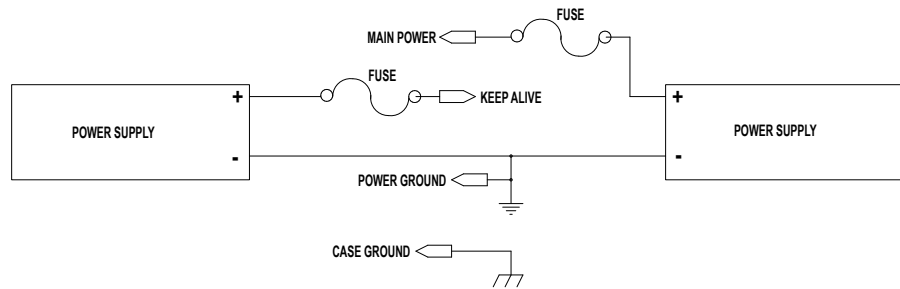 FUSE
MAIN POWER
FUSE
+
KEEP ALIVE
+
POWER SUPPLY
POWER SUPPLY
-
-
POWER GROUND
CASE GROUND